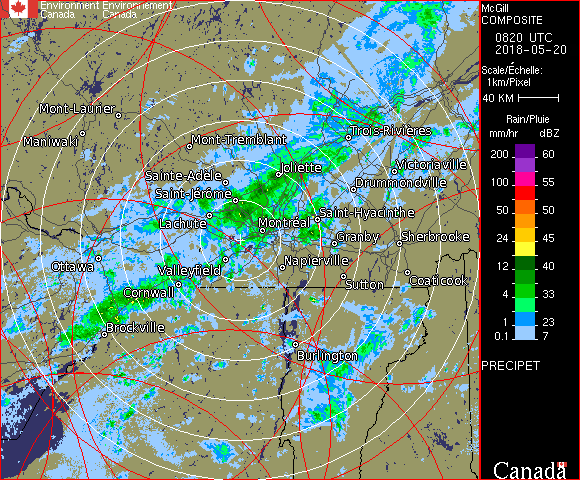 Environment Environnement
Canada Canada
McGill
COMPOSITE
0820 UTC
2018-05-20
Scale/Échelle:
1km/Pixel
40 KM
Rain/Pluie
mm/hr dBZ
200 60
100 55
50 50
24 45
12 40
4 33
0.1 23
7
PRECIPET
Canada
Mont-Laurier
Maniwaki
Mont-Tremblant
Trois-Rivières
Sainte-Adèle
Joliette
Victoriaville
Saint-Jérôme
Drummondville
Lachute
Saint-Hyacinthe
Montréal
Granby
Sherbrooke
Ottawa
Valleyfield
Napierville
Cornwall
Sutton
Coaticook
Brockville
Burlington